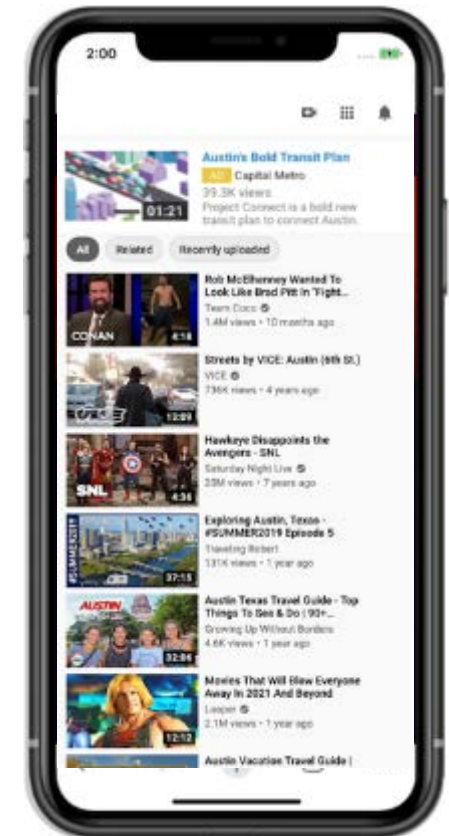 2:00
Austin's Bold Transit Plan
AD Capital Metro
39.3K views
Project Connect is a bold new
transit plan to connect Austin.
01:21
All Related Recently uploaded
Rob McElhenney Wanted To
Look Like Brad Pitt In "Fight...
Team Coco
1.4M views • 10 months ago
CONAN
4:18
Streets by VICE: Austin (6th St.)
VICE
736K views • 4 years ago
VICE
12:09
Hawkeye Disappoints the
Avengers - SNL
Saturday Night Live
20M views • 7 years ago
SNL
4:36
Exploring Austin, Texas -
#SUMMER2019 Episode 5
Traveling Robert
131K views • 1 year ago
#SUMMER2019
37:15
Austin Texas Travel Guide - Top
Things To See & Do | 90+...
Growing Up Without Borders
4.6K views • 1 year ago
AUSTIN
32:04
Movies That Will Blow Everyone
Away In 2021 And Beyond
Looper
2.1M views • 1 year ago
12:12
Austin Vacation Travel Guide |